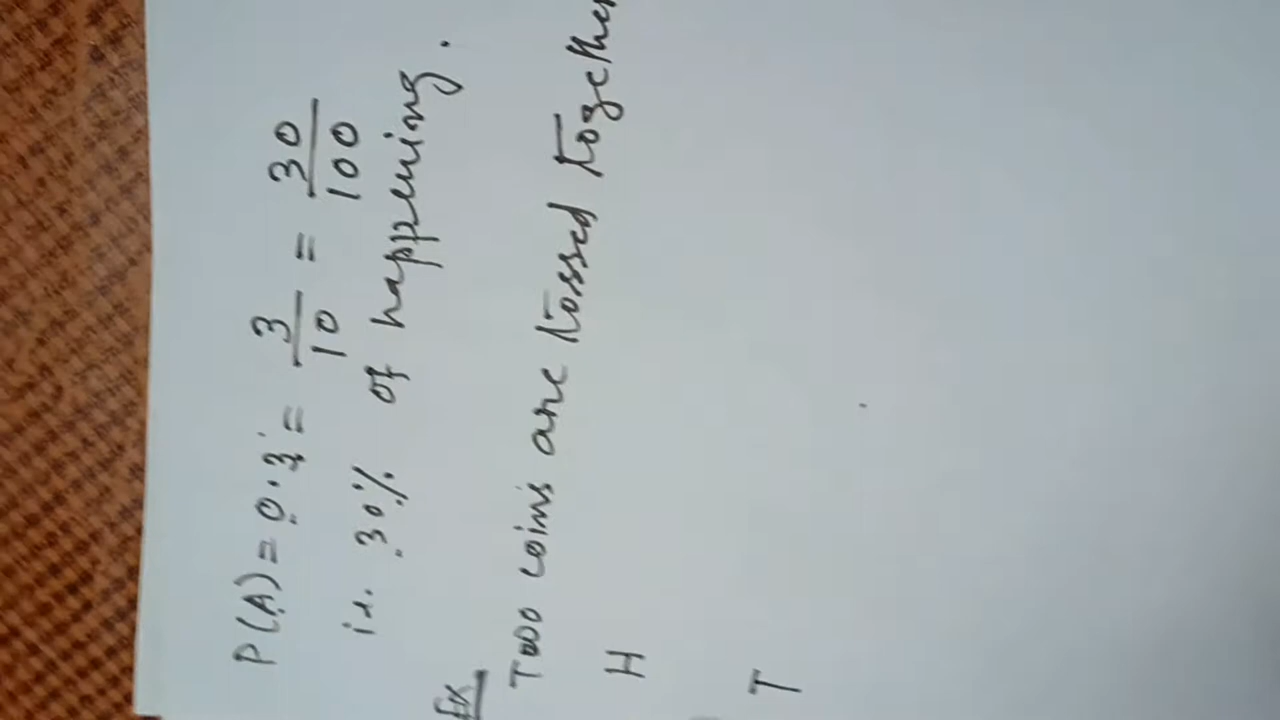 P(A) = 0.3 = 3/10 = 30/100
i.e. 30% of happening.
Ex
Two coins are tossed together
H
T